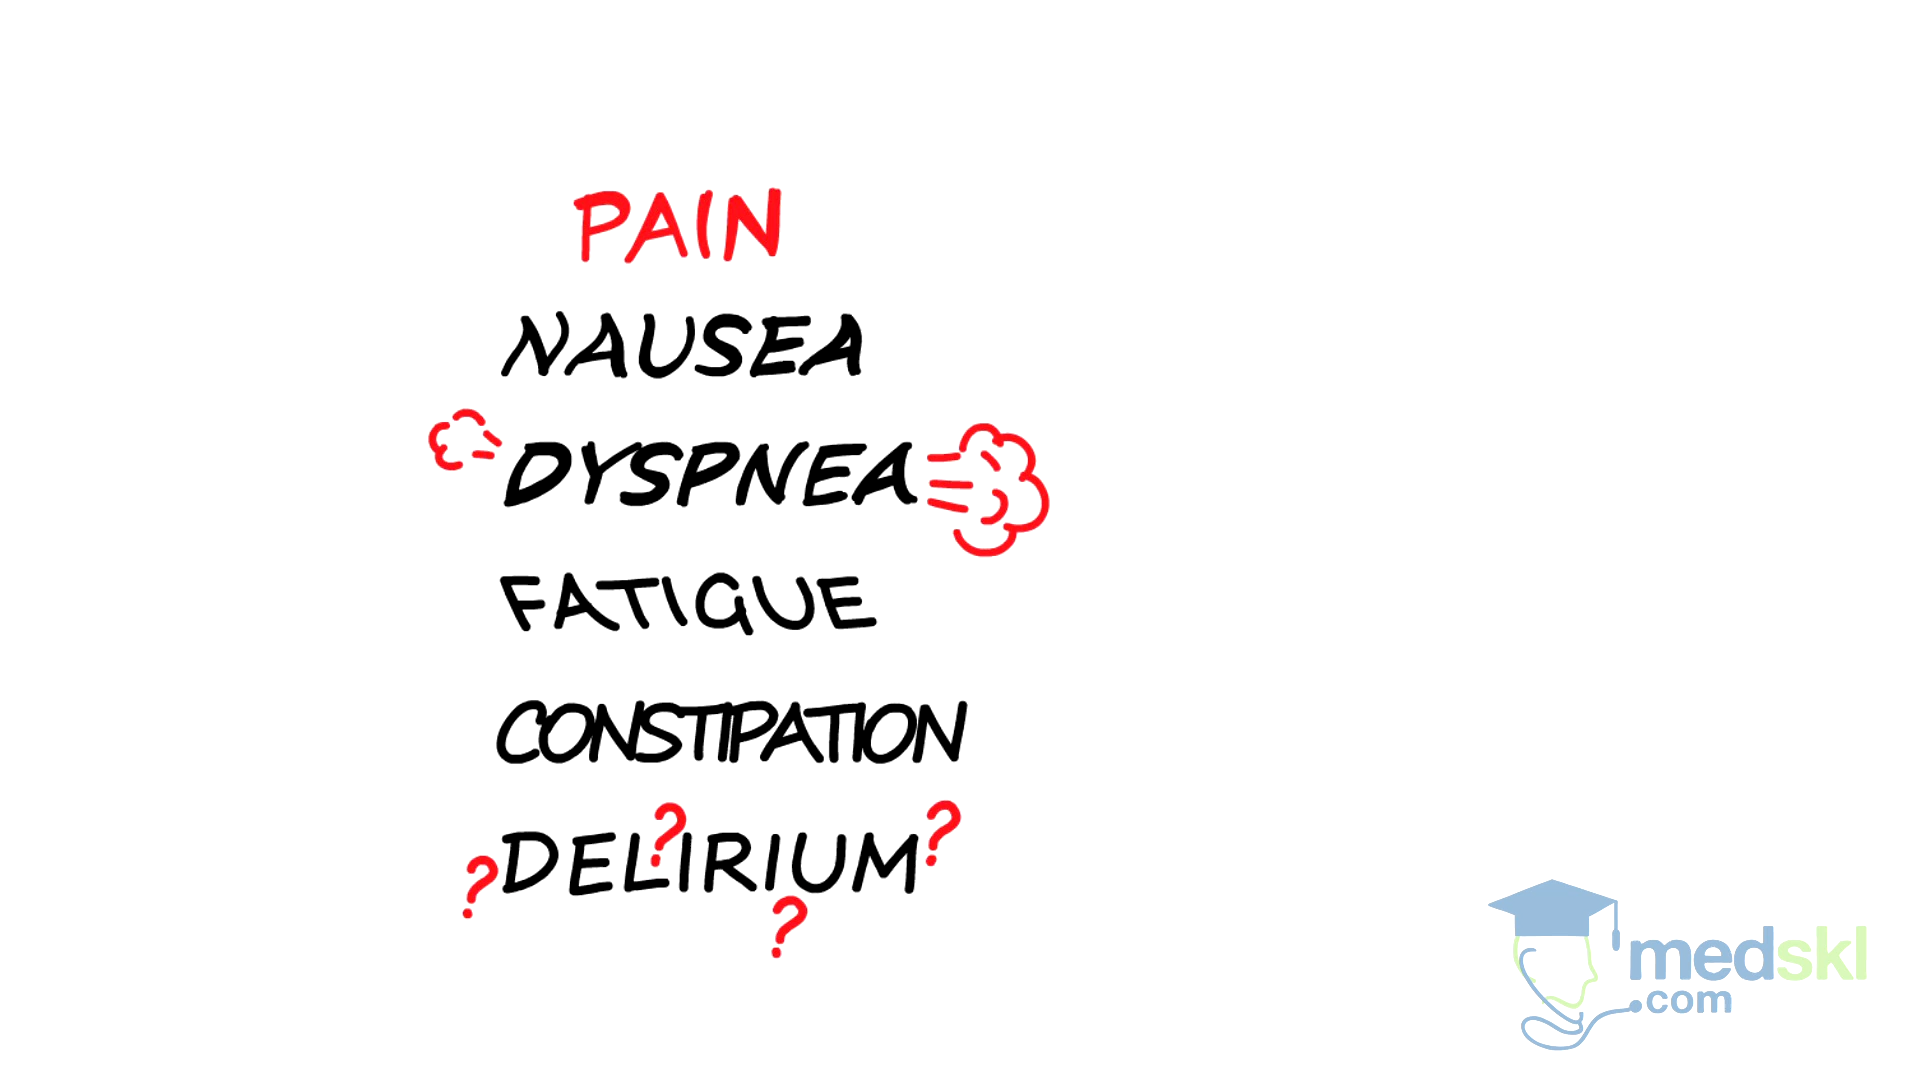 PAIN
NAUSEA
DYSPNEA
FATIGUE
CONSTIPATION
? DELIRIUM ? ? ?
medskl
.com